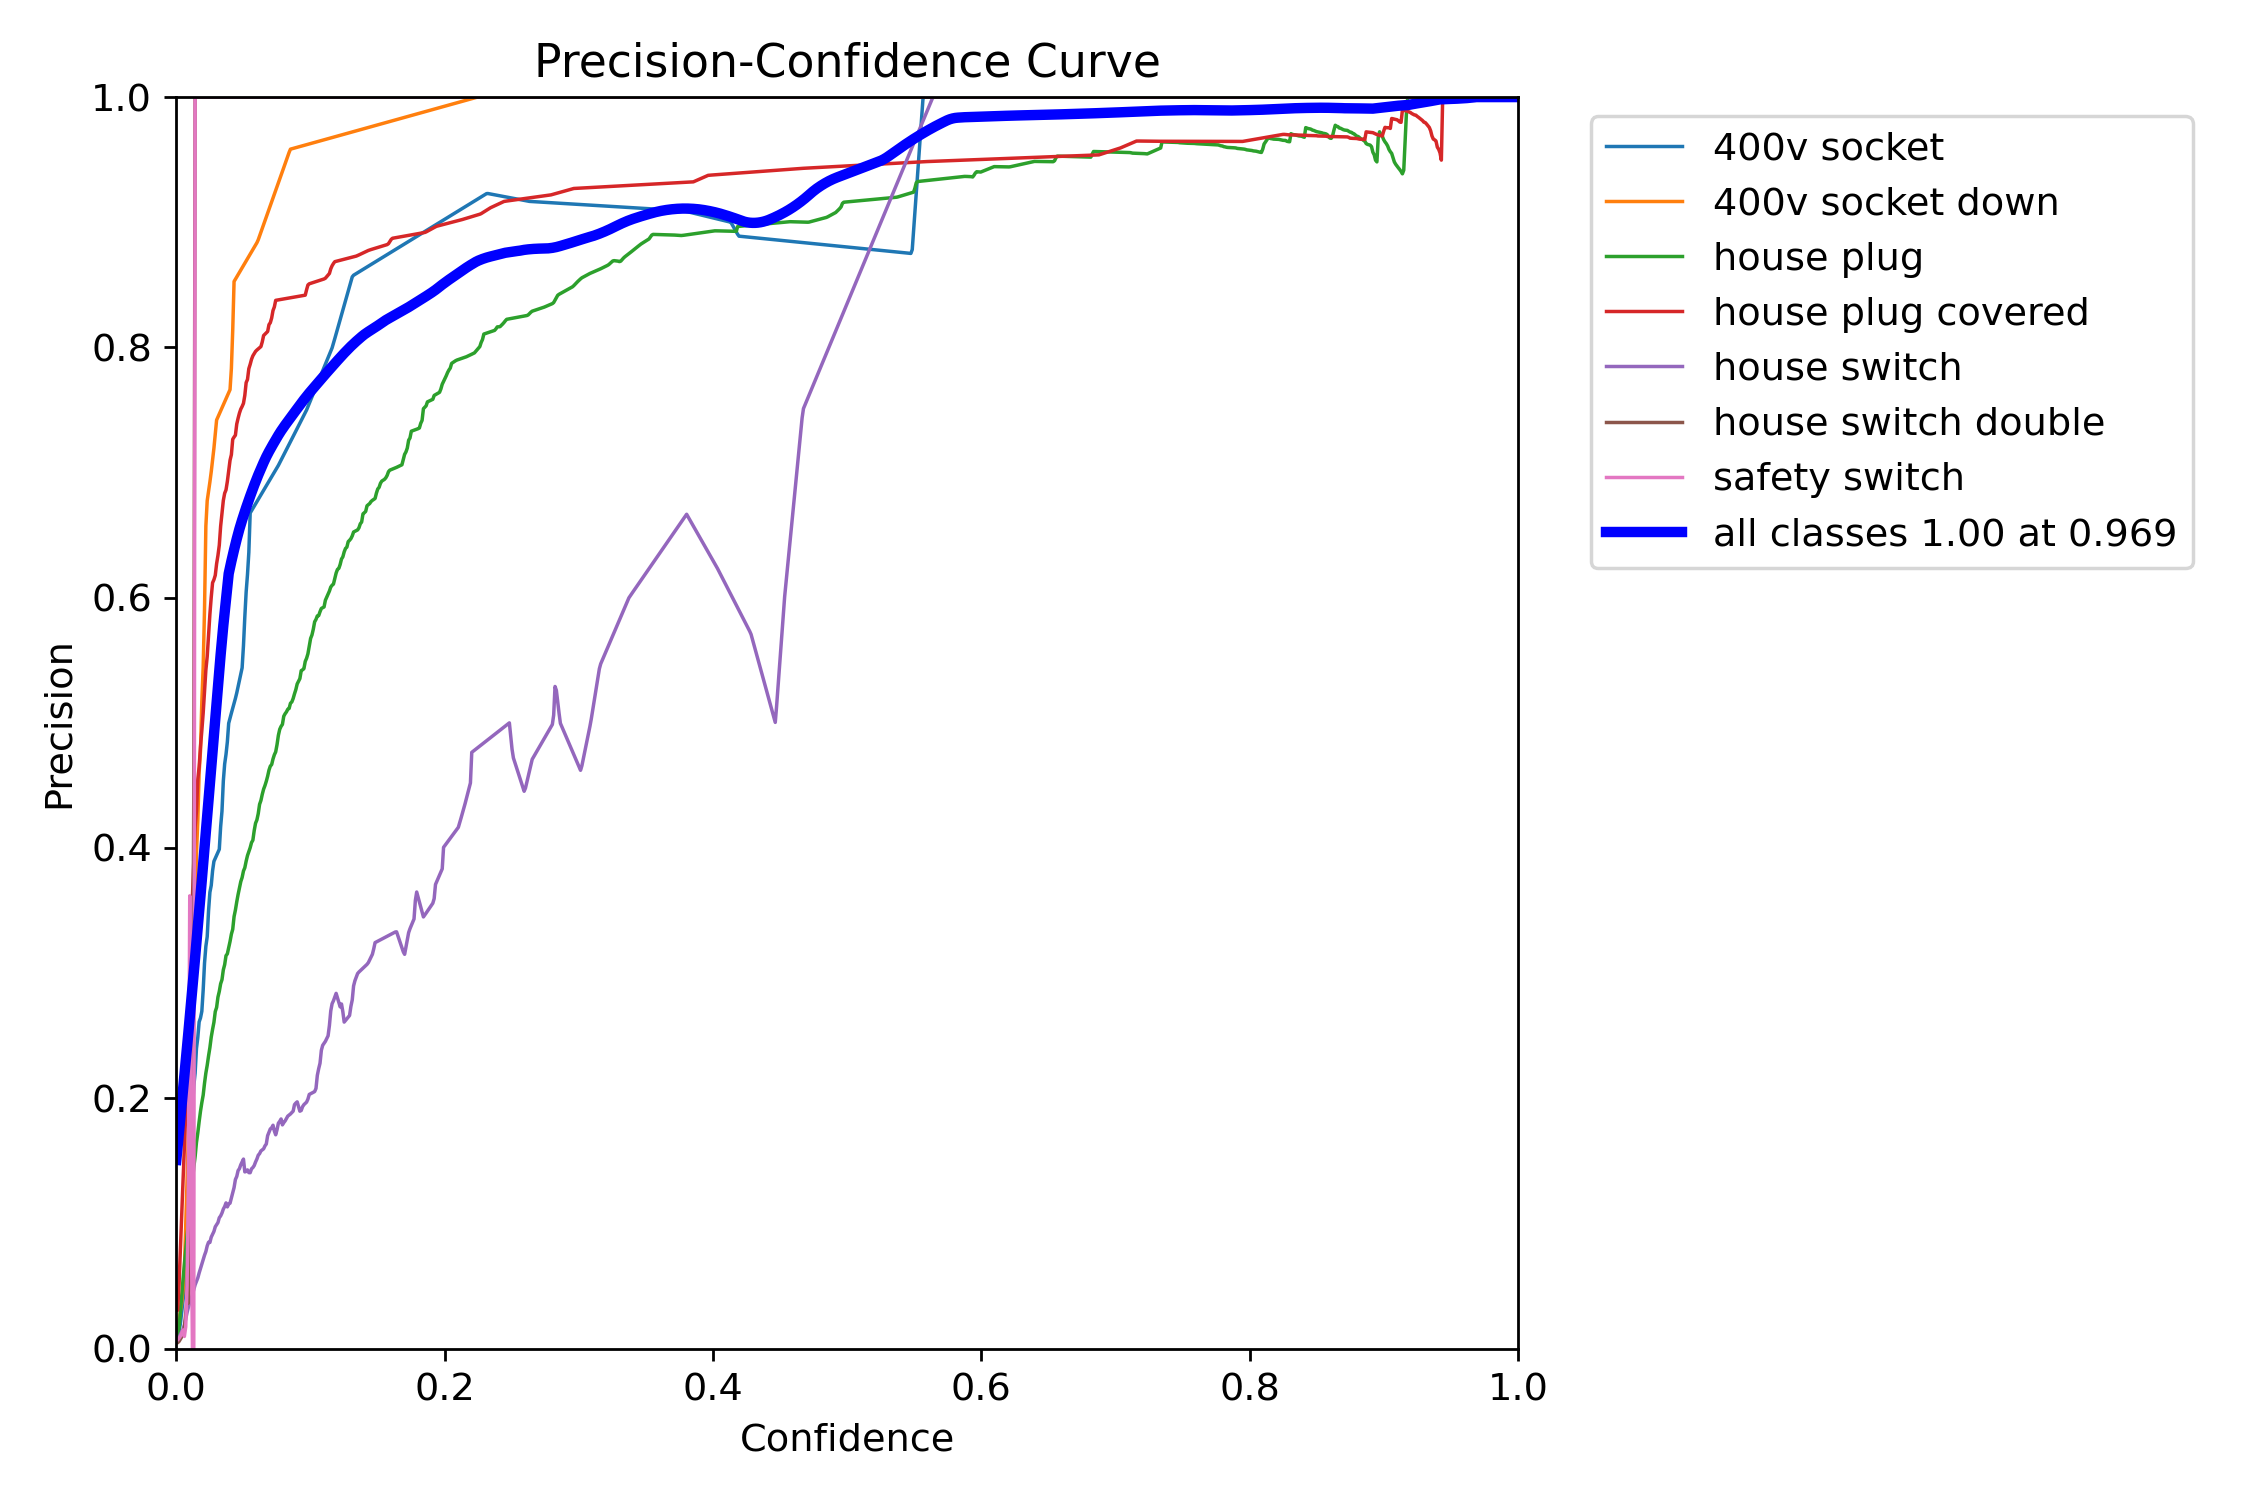 Precision-Confidence Curve
1.0
0.8
0.6
0.4
0.2
0.0
Precision
0.0 0.2 0.4 0.6 0.8 1.0
Confidence
400v socket
400v socket down
house plug
house plug covered
house switch
house switch double
safety switch
all classes 1.00 at 0.969